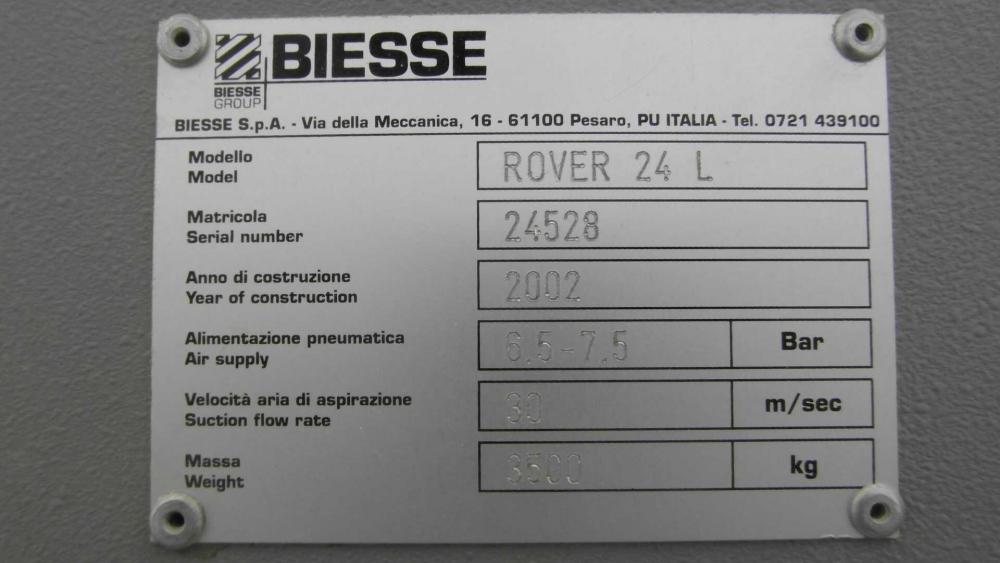 BIESSE
BIESSE
GROUP
BIESSE S.p.A. - Via della Meccanica, 16 - 61100 Pesaro, PU ITALIA - Tel. 0721 439100
Modello
Model
ROVER 24 L
Matricola
Serial number
24528
Anno di costruzione
Year of construction
2002
Alimentazione pneumatica
Air supply
6,5-7,5 Bar
Velocità aria di aspirazione
Suction flow rate
30 m/sec
Massa
Weight
3500 kg